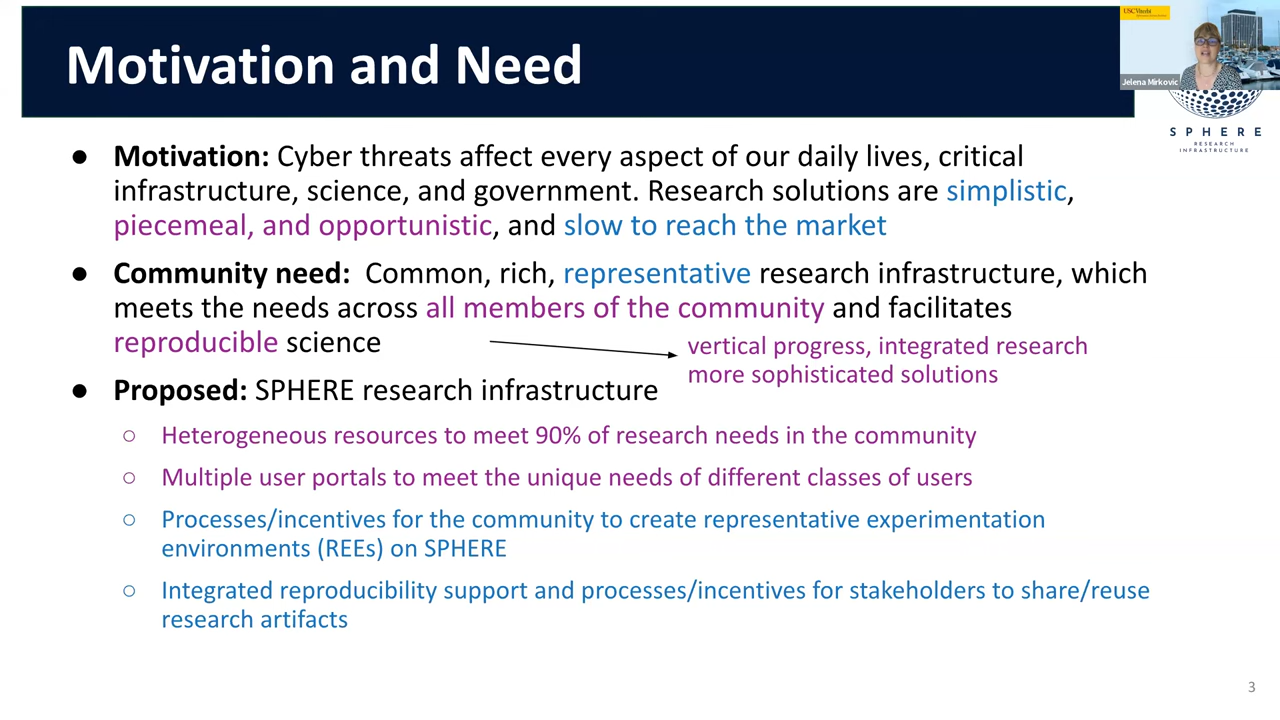 Motivation and Need
USC Viterbi
Jelena Mirkovic
SPHERE
RESEARCH
INFRASTRUCTURE
● Motivation: Cyber threats affect every aspect of our daily lives, critical
infrastructure, science, and government. Research solutions are simplistic,
piecemeal, and opportunistic, and slow to reach the market
● Community need: Common, rich, representative research infrastructure, which
meets the needs across all members of the community and facilitates
reproducible science
vertical progress, integrated research
more sophisticated solutions
● Proposed: SPHERE research infrastructure
○ Heterogeneous resources to meet 90% of research needs in the community
○ Multiple user portals to meet the unique needs of different classes of users
○ Processes/incentives for the community to create representative experimentation
environments (REEs) on SPHERE
○ Integrated reproducibility support and processes/incentives for stakeholders to share/reuse
research artifacts
3